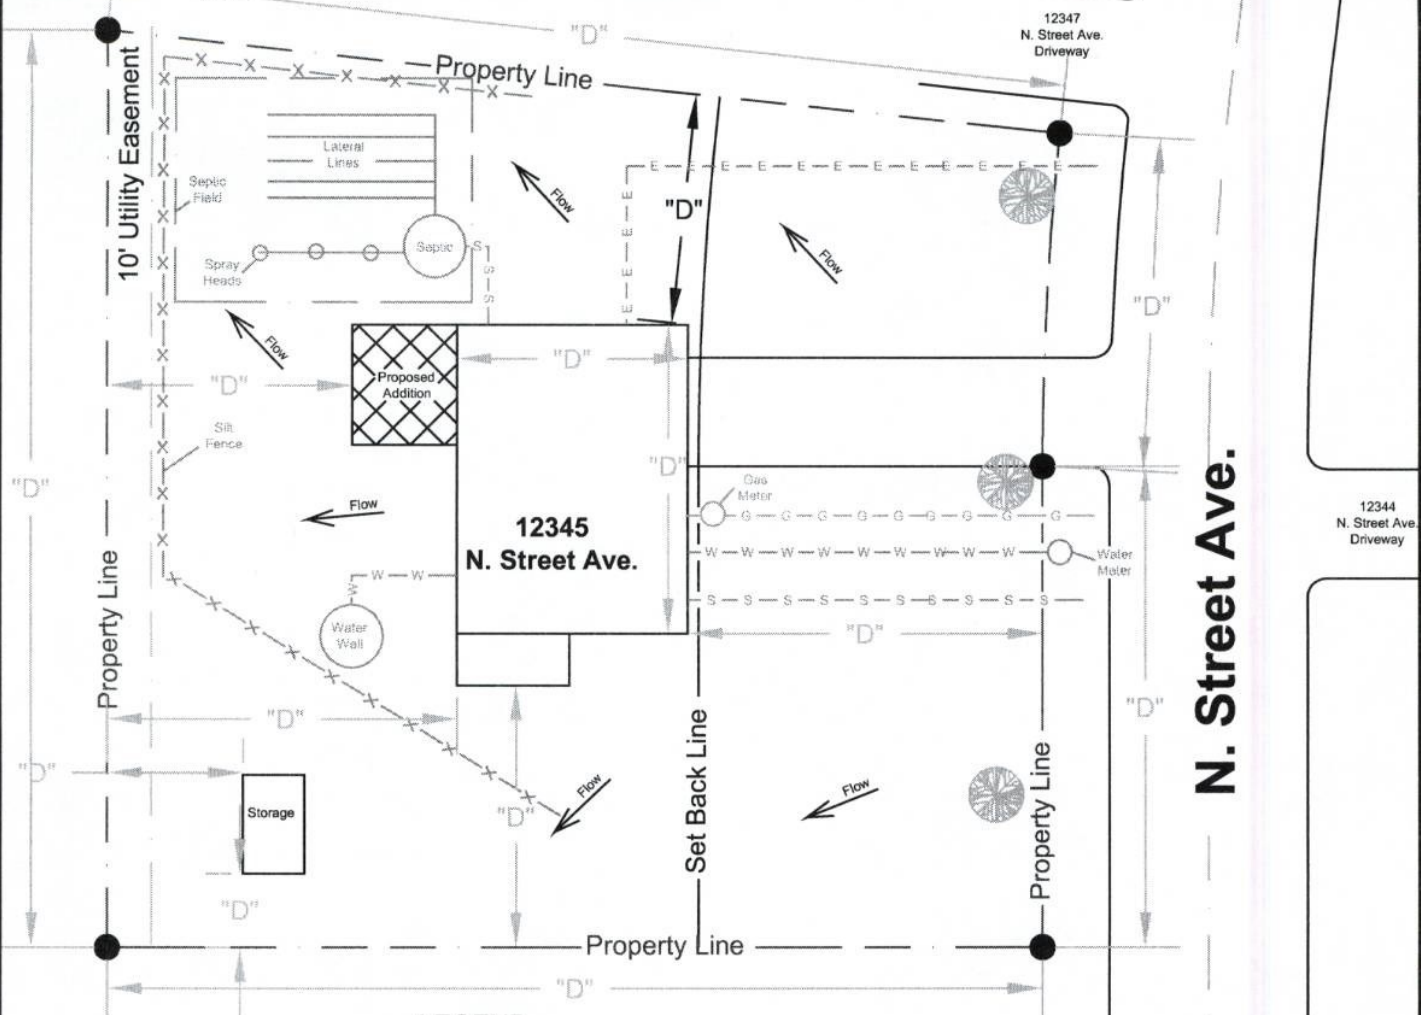 12347
N. Street Ave.
Driveway
"D"
Property Line
10' Utility Easement
X X X X X X X
Lateral
Lines
Septic
Field
E E E E E E E E E E E E
"D"
Flow
Flow
Septic
S
S
S
E
E
E
E
Spray
Heads
"D"
Flow
"D"
"D"
Proposed
Addition
Silt
Fence
"D"
"D"
Gas
Meter
G G G G G G G G G
Flow
12345
N. Street Ave.
W W W W W W W W W
Water
Meter
12344
N. Street Ave.
Driveway
W W
W
S S S S S S S S S S
Water
Wall
"D"
Property Line
"D"
"D"
N. Street Ave.
"D"
Storage
"D"
Flow
Set Back Line
Flow
Property Line
"D"
Property Line
"D"